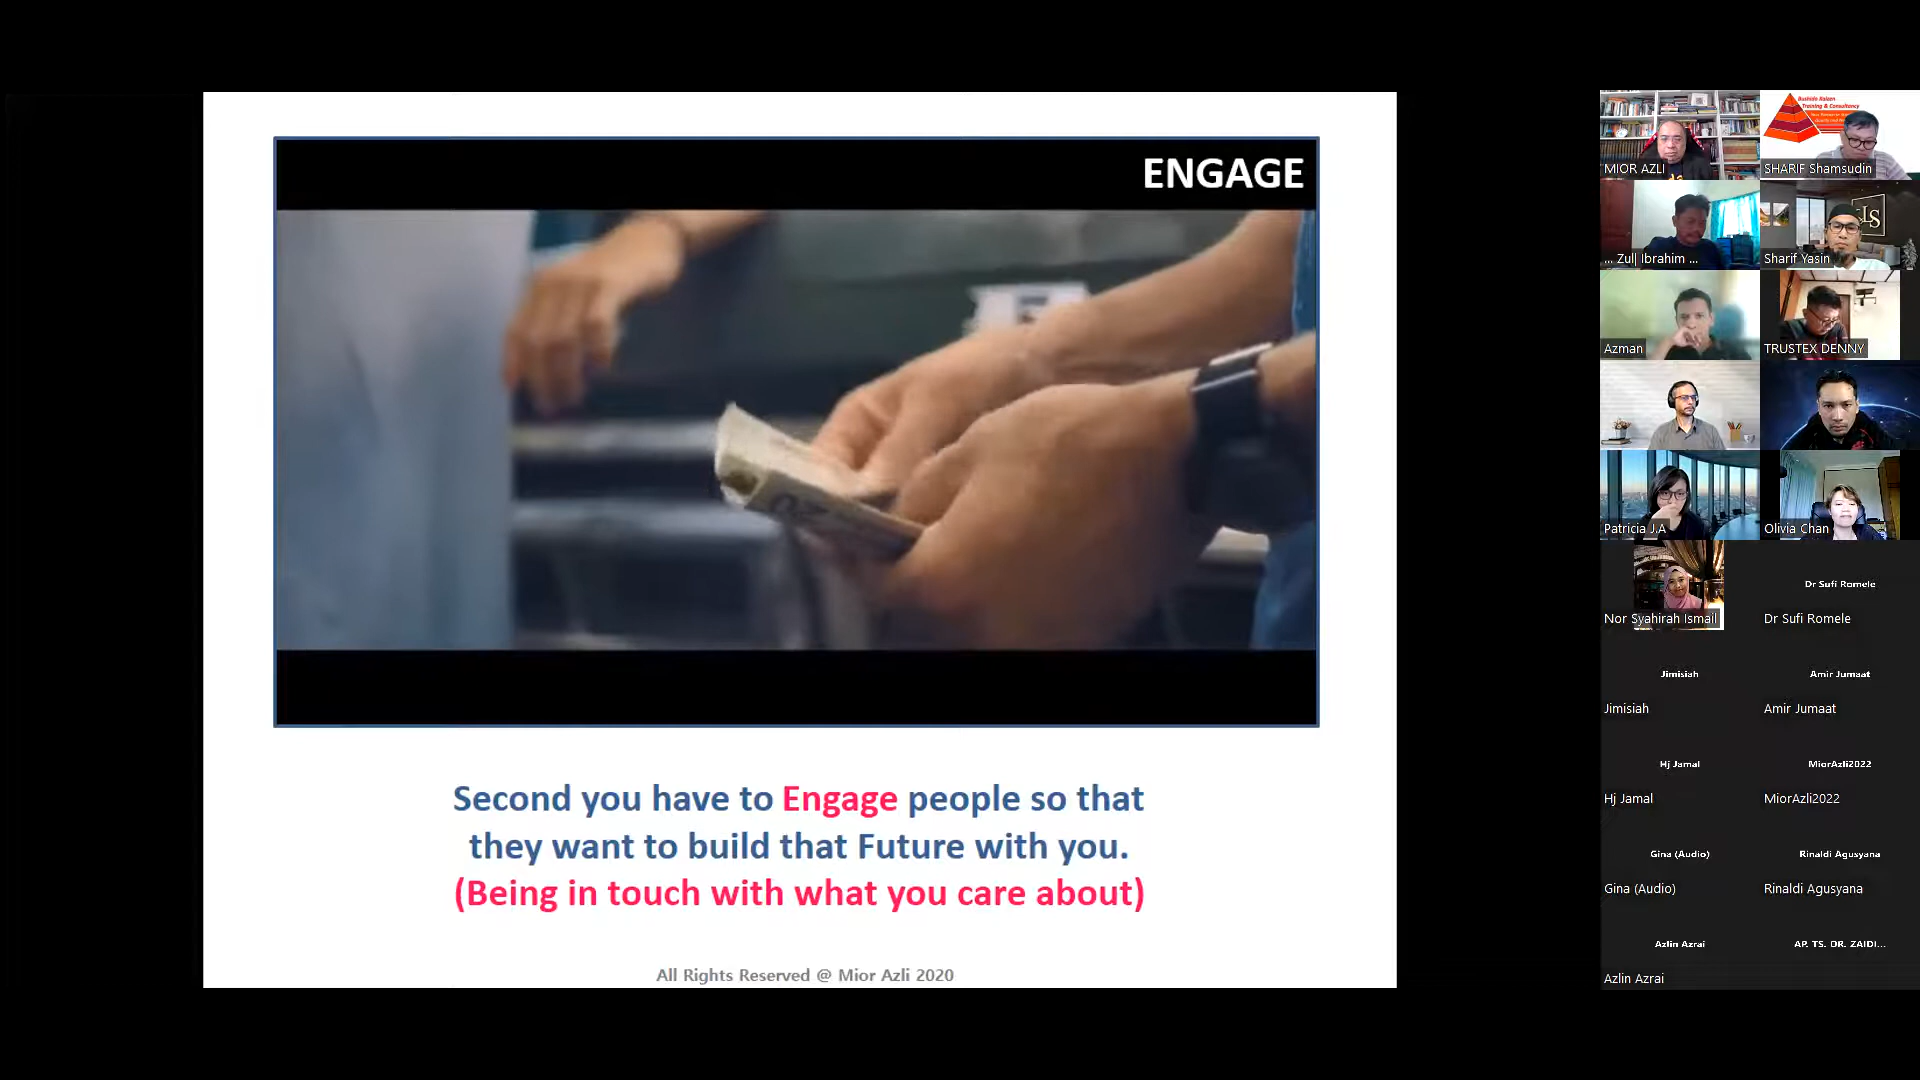 ENGAGE
Second you have to Engage people so that
they want to build that Future with you.
(Being in touch with what you care about)
All Rights Reserved @ Mior Azli 2020
MIOR AZLI
Bushido Kaizen
Training & Consultancy
SHARIF Shamsudin
... Zul| Ibrahim ...
Sharif Yasin
Azman
TRUSTEX DENNY
Patricia J.A
Olivia Chan
Nor Syahirah Ismail
Dr Sufi Romele
Dr Sufi Romele
Jimisiah
Jimisiah
Amir Jumaat
Amir Jumaat
Hj Jamal
Hj Jamal
MiorAzli2022
MiorAzli2022
Gina (Audio)
Gina (Audio)
Rinaldi Agusyana
Rinaldi Agusyana
Azlin Azrai
Azlin Azrai
AP. TS. DR. ZAIDI...